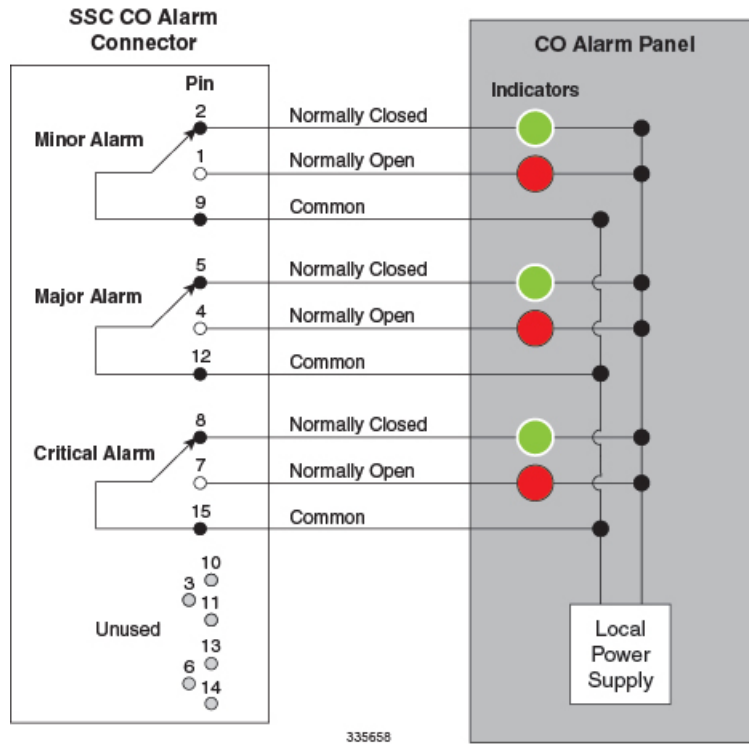 SSC CO Alarm
Connector
CO Alarm Panel
Pin
Indicators
2
Normally Closed
Minor Alarm
1
Normally Open
9
Common
5
Normally Closed
Major Alarm
4
Normally Open
12
Common
8
Normally Closed
Critical Alarm
7
Normally Open
15
Common
10
3
11
Unused
13
6
14
Local
Power
Supply
335658